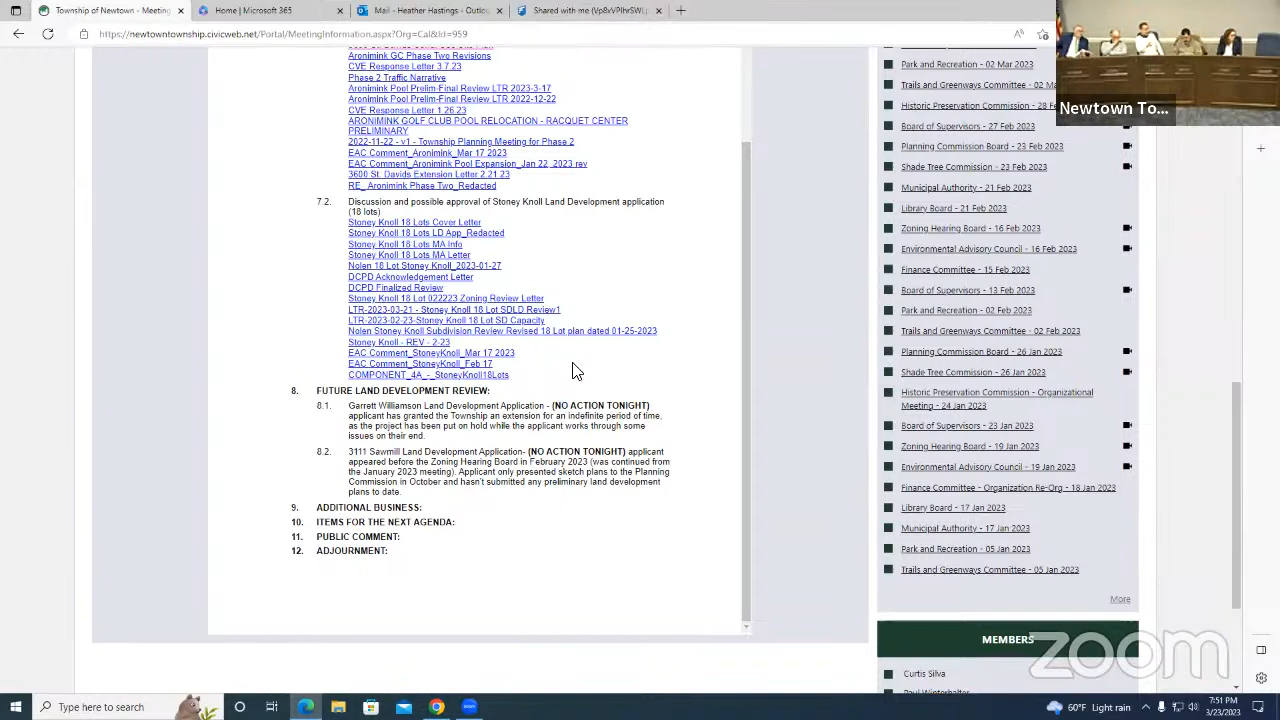 Township of Newtown - Meeting
Home | Microsoft 365
Mail - Heather Hastings - Outloo
Shared with me (Vp8xVPlhrSWL
https://newtowntownship.civicweb.net/Portal/MeetingInformation.aspx?Org=Cal&Id=959
Aronimink GC Phase Two Revisions
CVE Response Letter 3.7.23
Phase 2 Traffic Narrative
Aronimink Pool Prelim-Final Review LTR 2023-3-17
Aronimink Pool Prelim-Final Review LTR 2022-12-22
CVE Response Letter 1.26.23
ARONIMINK GOLF CLUB POOL RELOCATION - RACQUET CENTER
PRELIMINARY
2022-11-22 - v1 - Township Planning Meeting for Phase 2
EAC Comment_Aronimink_Mar 17 2023
EAC Comment_Aronimink Pool Expansion_Jan 22_2023 rev
3600 St. Davids Extension Letter 2.21.23
RE_ Aronimink Phase Two_Redacted
7.2. Discussion and possible approval of Stoney Knoll Land Development application
(18 lots)
Stoney Knoll 18 Lots Cover Letter
Stoney Knoll 18 Lots LD App_Redacted
Stoney Knoll 18 Lots MA Info
Stoney Knoll 18 Lots MA Letter
Nolen 18 Lot Stoney Knoll_2023-01-27
DCPD Acknowledgement Letter
DCPD Finalized Review
Stoney Knoll 18 Lot 022223 Zoning Review Letter
LTR-2023-03-21 - Stoney Knoll 18 Lot SDLD Review1
LTR-2023-02-23-Stoney Knoll 18 Lot SD Capacity
Nolen Stoney Knoll Subdivision Review Revised 18 Lot plan dated 01-25-2023
Stoney Knoll - REV - 2-23
EAC Comment_StoneyKnoll_Mar 17 2023
EAC Comment_StoneyKnoll_Feb 17
COMPONENT_4A_-_StoneyKnoll18Lots
8. FUTURE LAND DEVELOPMENT REVIEW:
8.1. Garrett Williamson Land Development Application - (NO ACTION TONIGHT)
applicant has granted the Township an extension for an indefinite period of time,
as the project has been put on hold while the applicant works through some
issues on their end.
8.2. 3111 Sawmill Land Development Application- (NO ACTION TONIGHT) applicant
appeared before the Zoning Hearing Board in February 2023 (was continued from
the January 2023 meeting). Applicant only presented sketch plans to the Planning
Commission in October and hasn't submitted any preliminary land development
plans to date.
9. ADDITIONAL BUSINESS:
10. ITEMS FOR THE NEXT AGENDA:
11. PUBLIC COMMENT:
12. ADJOURNMENT:
Park and Recreation - 02 Mar 2023
Trails and Greenways Committee - 02 Ma
Historic Preservation Commission - 28 F
Board of Supervisors - 27 Feb 2023
Planning Commission Board - 23 Feb 2023
Shade Tree Commission - 23 Feb 2023
Municipal Authority - 21 Feb 2023
Library Board - 21 Feb 2023
Zoning Hearing Board - 16 Feb 2023
Environmental Advisory Council - 16 Feb 2023
Finance Committee - 15 Feb 2023
Board of Supervisors - 13 Feb 2023
Park and Recreation - 02 Feb 2023
Trails and Greenways Committee - 02 Feb 2023
Planning Commission Board - 26 Jan 2023
Shade Tree Commission - 26 Jan 2023
Historic Preservation Commission - Organizational
Meeting - 24 Jan 2023
Board of Supervisors - 23 Jan 2023
Zoning Hearing Board - 19 Jan 2023
Environmental Advisory Council - 19 Jan 2023
Finance Committee - Organization Re-Org - 18 Jan 2023
Library Board - 17 Jan 2023
Municipal Authority - 17 Jan 2023
Park and Recreation - 05 Jan 2023
Trails and Greenways Committee - 05 Jan 2023
More
MEMBERS
Curtis Silva
Paul Winterhalter
Newtown To...
zoom
Type here to search
60°F Light rain
7:51 PM
3/23/2023